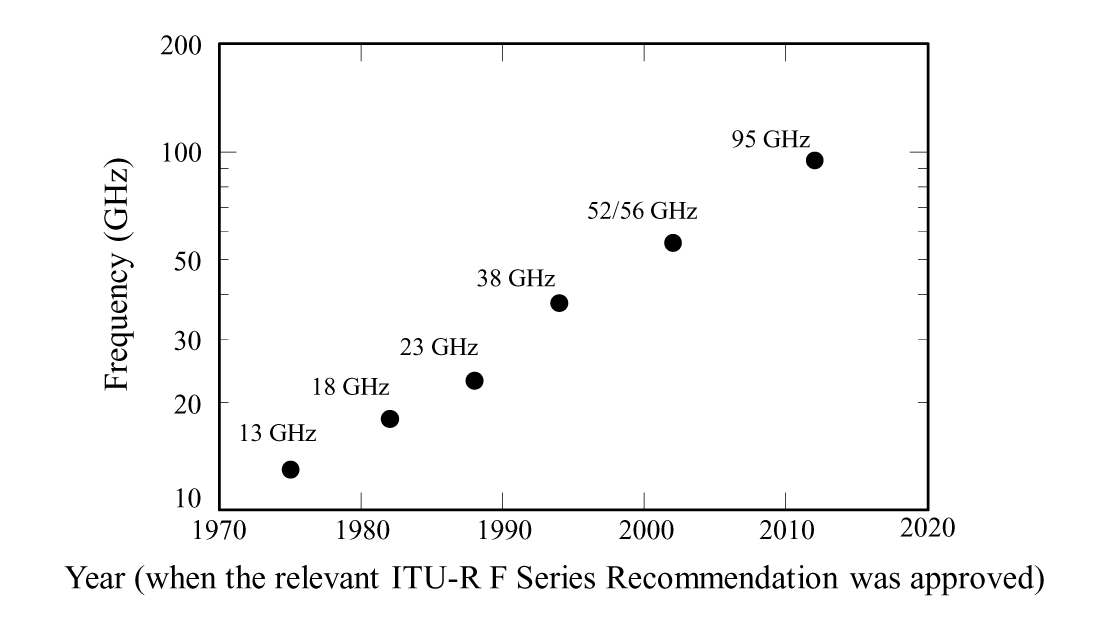 200
95 GHz
100
52/56 GHz
50
38 GHz
30
23 GHz
18 GHz
20
13 GHz
10
Frequency (GHz)
1970 1980 1990 2000 2010 2020
Year (when the relevant ITU-R F Series Recommendation was approved)